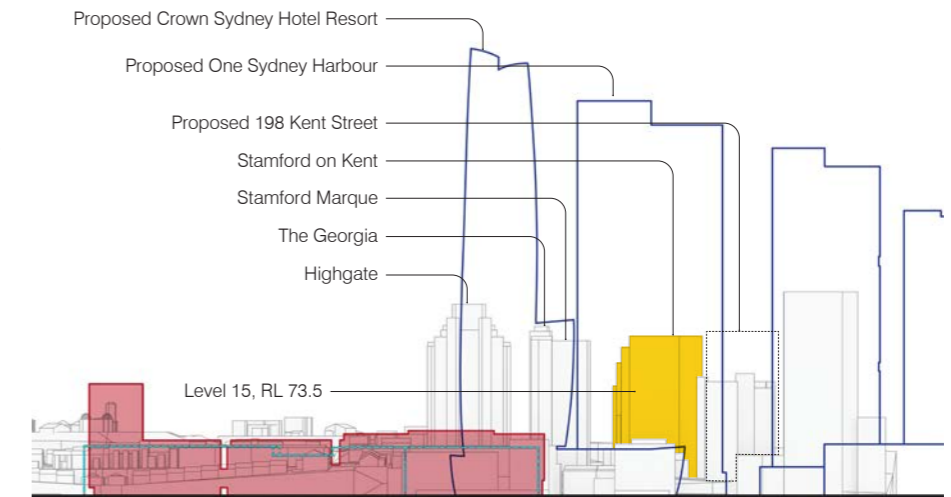 Proposed Crown Sydney Hotel Resort
Proposed One Sydney Harbour
Proposed 198 Kent Street
Stamford on Kent
Stamford Marque
The Georgia
Highgate
Level 15, RL 73.5